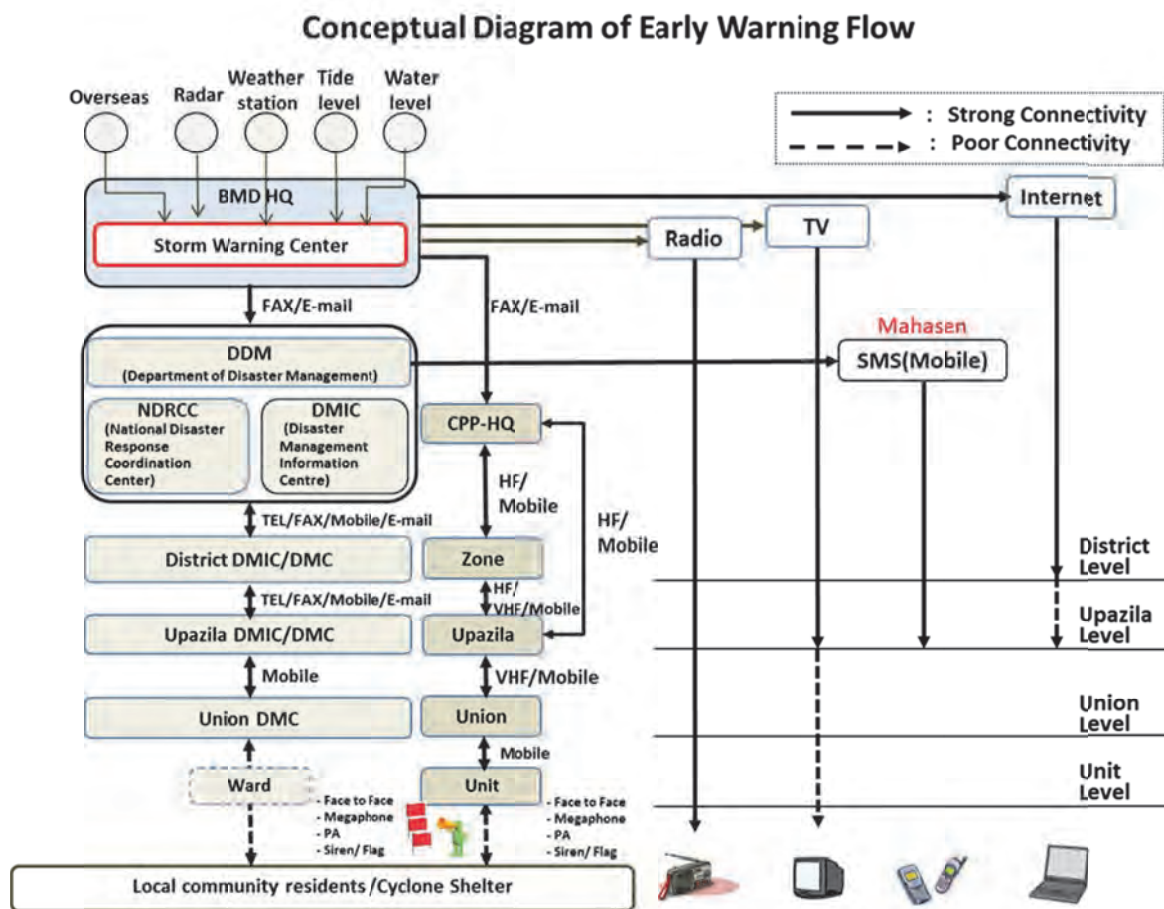 Conceptual Diagram of Early Warning Flow
Overseas
Radar
Weather
station
Tide
level
Water
level
: Strong Connectivity
: Poor Connectivity
BMD HQ
Storm Warning Center
Internet
TV
Radio
FAX/E-mail
FAX/E-mail
Mahasen
SMS(Mobile)
DDM
(Department of Disaster Management)
NDRCC
(National Disaster
Response
Coordination
Center)
DMIC
(Disaster
Management
Information
Centre)
CPP-HQ
HF/
Mobile
HF/
Mobile
TEL/FAX/Mobile/E-mail
District DMIC/DMC
Zone
District
Level
TEL/FAX/Mobile/E-mail
HF/
VHF/Mobile
Upazila DMIC/DMC
Upazila
Upazila
Level
Mobile
VHF/Mobile
Union DMC
Union
Union
Level
Mobile
Ward
Unit
Unit
Level
- Face to Face
- Megaphone
- PA
- Siren/ Flag
- Face to Face
- Megaphone
- PA
- Siren/ Flag
Local community residents /Cyclone Shelter